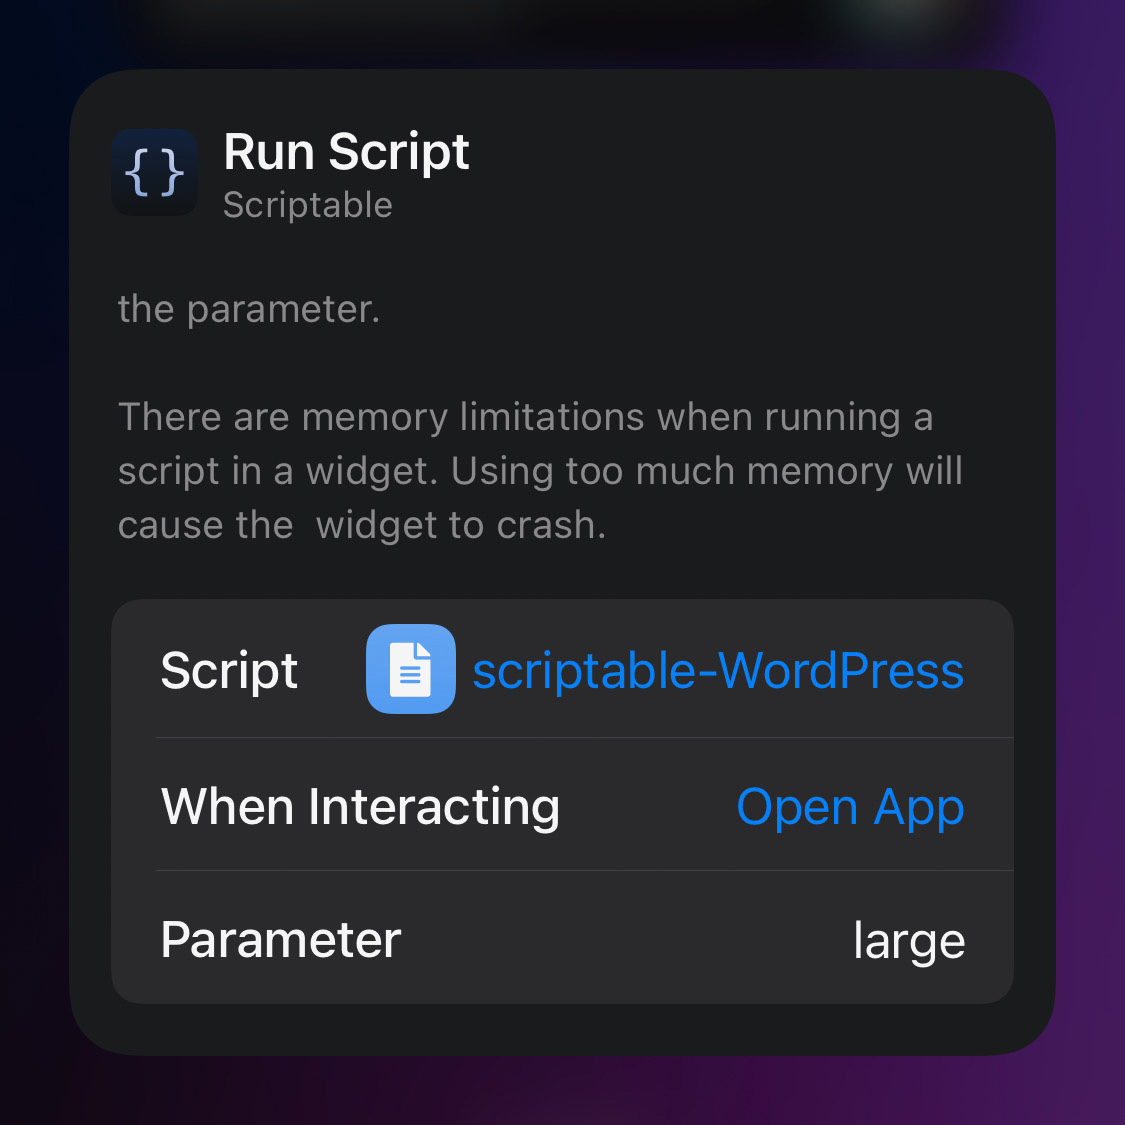 {}
Run Script
Scriptable
the parameter.
There are memory limitations when running a
script in a widget. Using too much memory will
cause the  widget to crash.
Script scriptable-WordPress
When Interacting Open App
Parameter large